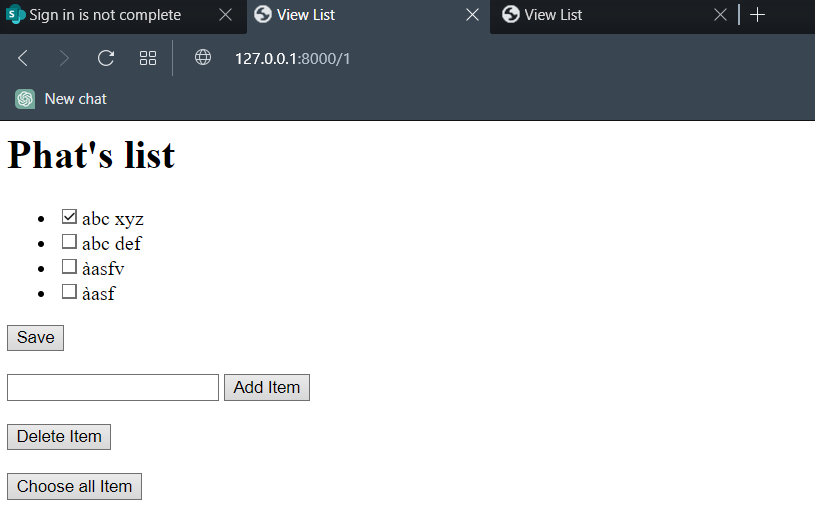 Sign in is not complete
View List
View List
127.0.0.1:8000/1
New chat
Phat's list
abc xyz
abc def
àasfv
àasf
Save
Add Item
Delete Item
Choose all Item